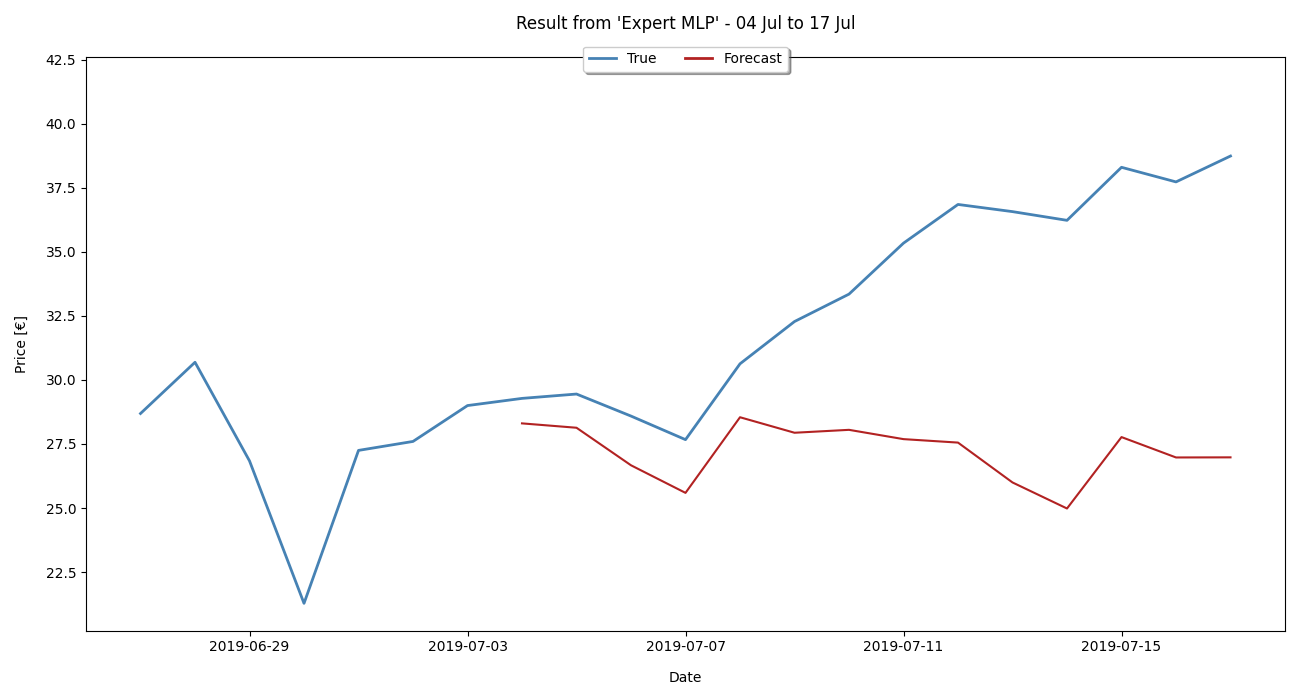 Result from 'Expert MLP' - 04 Jul to 17 Jul
True Forecast
42.5
40.0
37.5
35.0
32.5
30.0
27.5
25.0
22.5
Price [€]
2019-06-29 2019-07-03 2019-07-07 2019-07-11 2019-07-15
Date